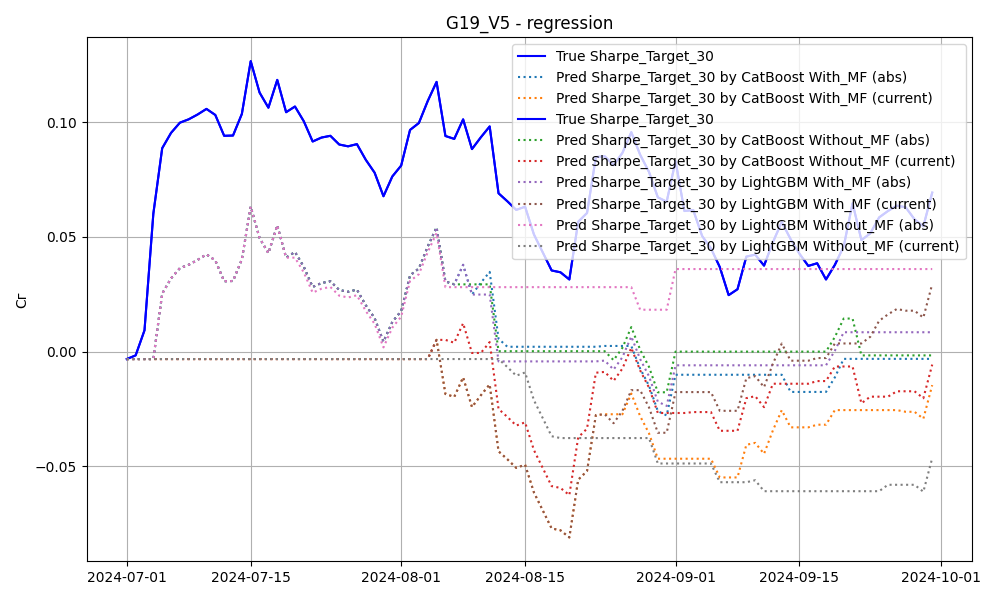 G19_V5 - regression
True Sharpe_Target_30
Pred Sharpe_Target_30 by CatBoost With_MF (abs)
Pred Sharpe_Target_30 by CatBoost With_MF (current)
True Sharpe_Target_30
Pred Sharpe_Target_30 by CatBoost Without_MF (abs)
Pred Sharpe_Target_30 by CatBoost Without_MF (current)
Pred Sharpe_Target_30 by LightGBM With_MF (abs)
Pred Sharpe_Target_30 by LightGBM With_MF (current)
Pred Sharpe_Target_30 by LightGBM Without_MF (abs)
Pred Sharpe_Target_30 by LightGBM Without_MF (current)
0.10
0.05
0.00
−0.05
Cr
2024-07-01
2024-07-15
2024-08-01
2024-08-15
2024-09-01
2024-09-15
2024-10-01